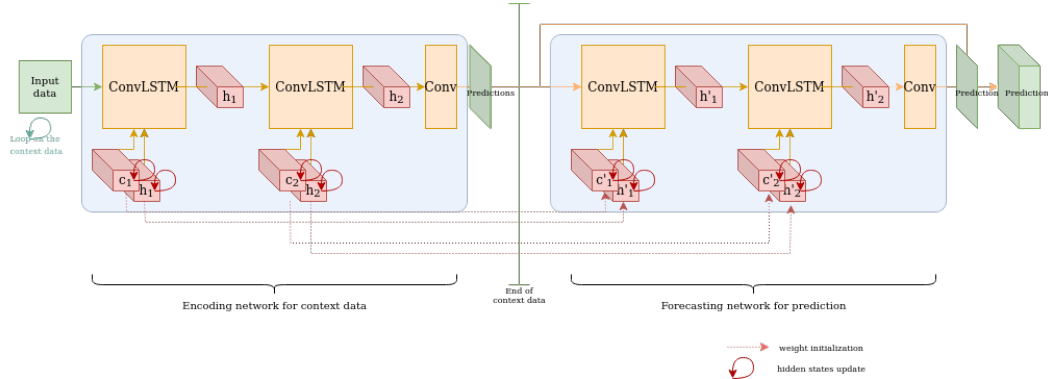 Input
data
Loop on the
context data
ConvLSTM
h1
ConvLSTM
h2
Conv
Predictions
c1
h1
c2
h2
ConvLSTM
h'1
ConvLSTM
h'2
Conv
Prediction
Prediction
c'1
h'1
c'2
h'2
End of
context data
Encoding network for context data
Forecasting network for prediction
weight initialization
hidden states update